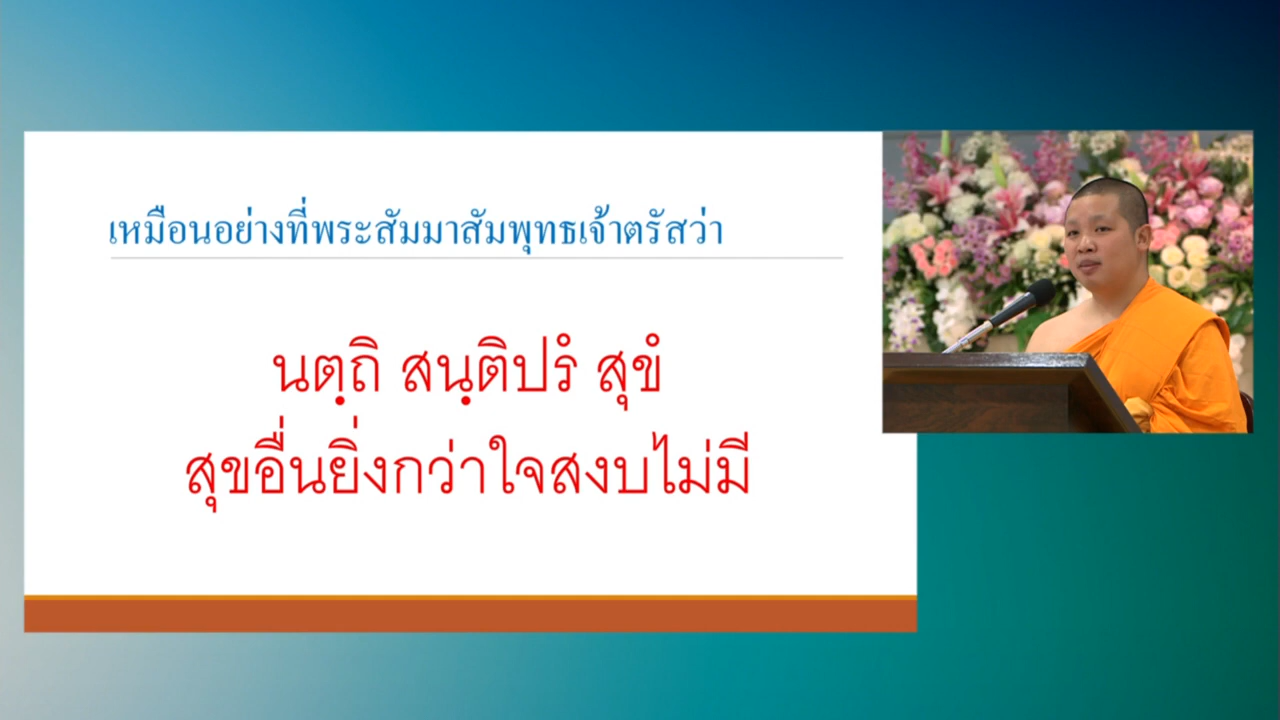 เหมือนอย่างที่พระสัมมาสัมพุทธเจ้าตรัสว่า
นตฺถิ สนฺติปรํ สุขํ
สุขอื่นยิ่งกว่าใจสงบไม่มี